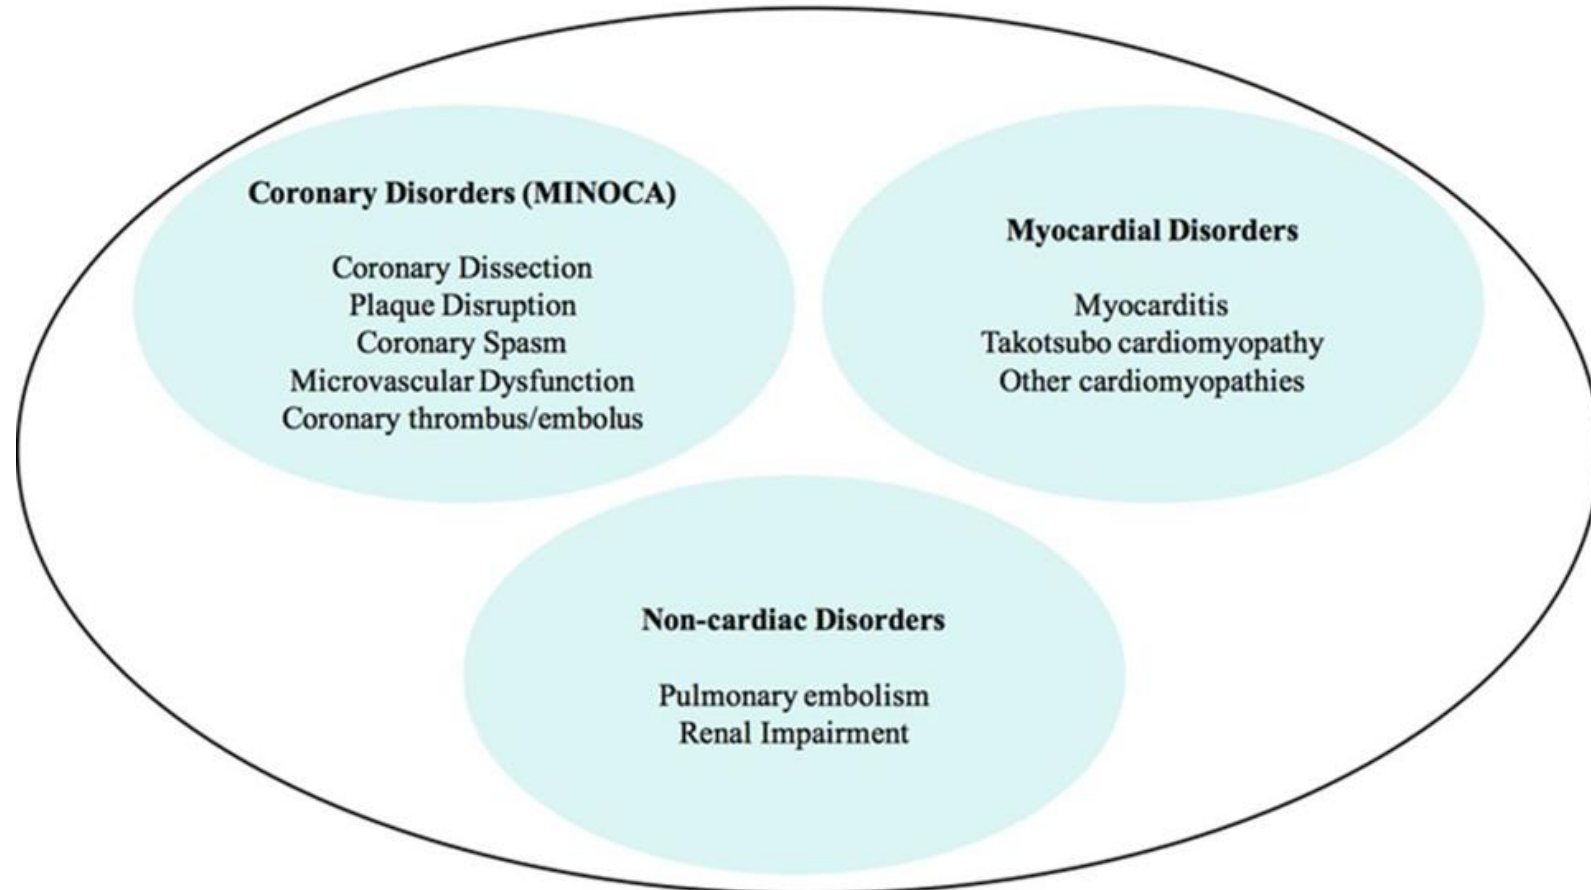 Coronary Disorders (MINOCA)
Coronary Dissection
Plaque Disruption
Coronary Spasm
Microvascular Dysfunction
Coronary thrombus/embolus
Myocardial Disorders
Myocarditis
Takotsubo cardiomyopathy
Other cardiomyopathies
Non-cardiac Disorders
Pulmonary embolism
Renal Impairment